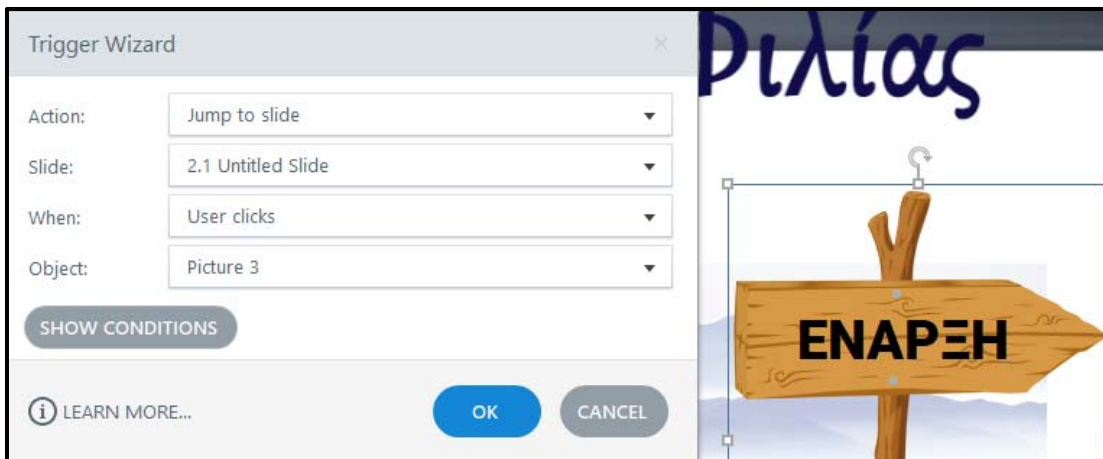 Trigger Wizard
Action: Jump to slide
Slide: 2.1 Untitled Slide
When: User clicks
Object: Picture 3
SHOW CONDITIONS
LEARN MORE...
OK
CANCEL
Φιλίας
ΕΝΑΡΞΗ